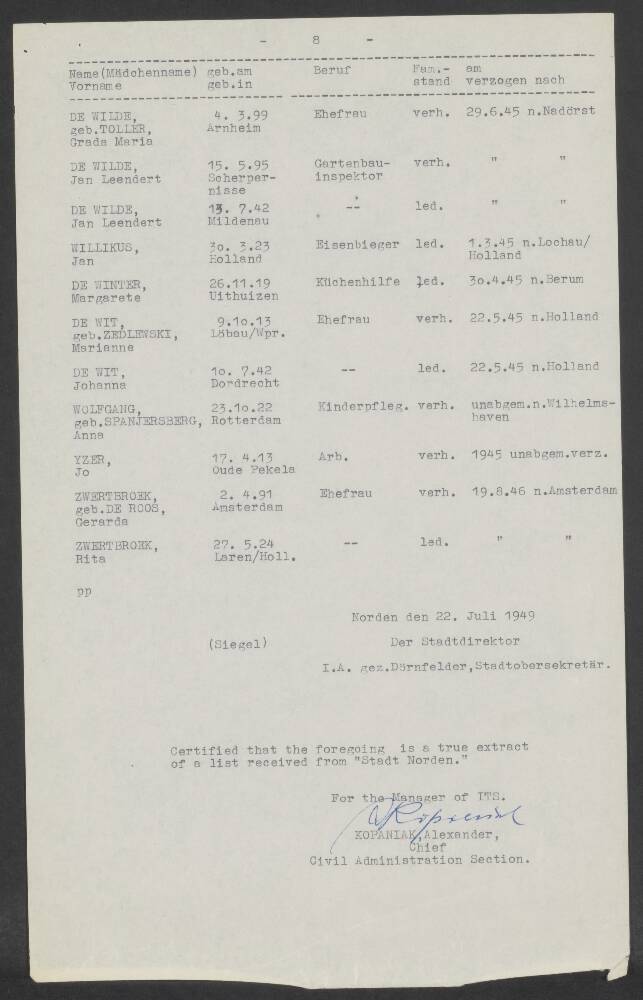 - 8 -
Name(Mädchenname) geb.am Beruf Fam.- am
Vorname geb.in stand verzogen nach
DE WILDE, 4. 3.99 Ehefrau verh. 29.6.45 n.Nadörst
geb.TOLLER, Arnheim
Grada Maria
DE WILDE, 15. 5.95 Gartenbau- verh. " "
Jan Leendert Scherper- inspektor
nisse
DE WILDE, 13. 7.42 -- led. " "
Jan Leendert Mildenau
WILLIKUS, 3o. 3.23 Eisenbieger led. 1.3.45 n.Lochau/
Jan Holland Holland
DE WINTER, 26.11.19 Küchenhilfe led. 3o.4.45 n.Berum
Margarete Uithuizen
DE WIT, 9.1o.13 Ehefrau verh. 22.5.45 n.Holland
geb.ZEDLEWSKI, Löbau/Wpr.
Marianne
DE WIT, 1o. 7.42 -- led. 22.5.45 n.Holland
Johanna Dordrecht
WOLFGANG, 23.1o.22 Kinderpfleg. verh. unabgem.n.Wilhelms-
geb.SPANJERSBERG, Rotterdam haven
Anna
YZER, 17. 4.13 Arb. verh. 1945 unabgem.verz.
Jo Oude Pekela
ZWERTBROEK, 2. 4.91 Ehefrau verh. 19.8.46 n.Amsterdam
geb.DE ROOS, Amsterdam
Gerarda
ZWERTBROEK, 27. 5.24 -- led. " "
Rita Laren/Holl.
pp
Norden den 22. Juli 1949
(Siegel) Der Stadtdirektor
I.A. gez.Dörnfelder,Stadtobersekretär.
Certified that the foregoing is a true extract
of a list received from "Stadt Norden."
For the Manager of ITS.
KOPANIAK,Alexander,
Chief
Civil Administration Section.